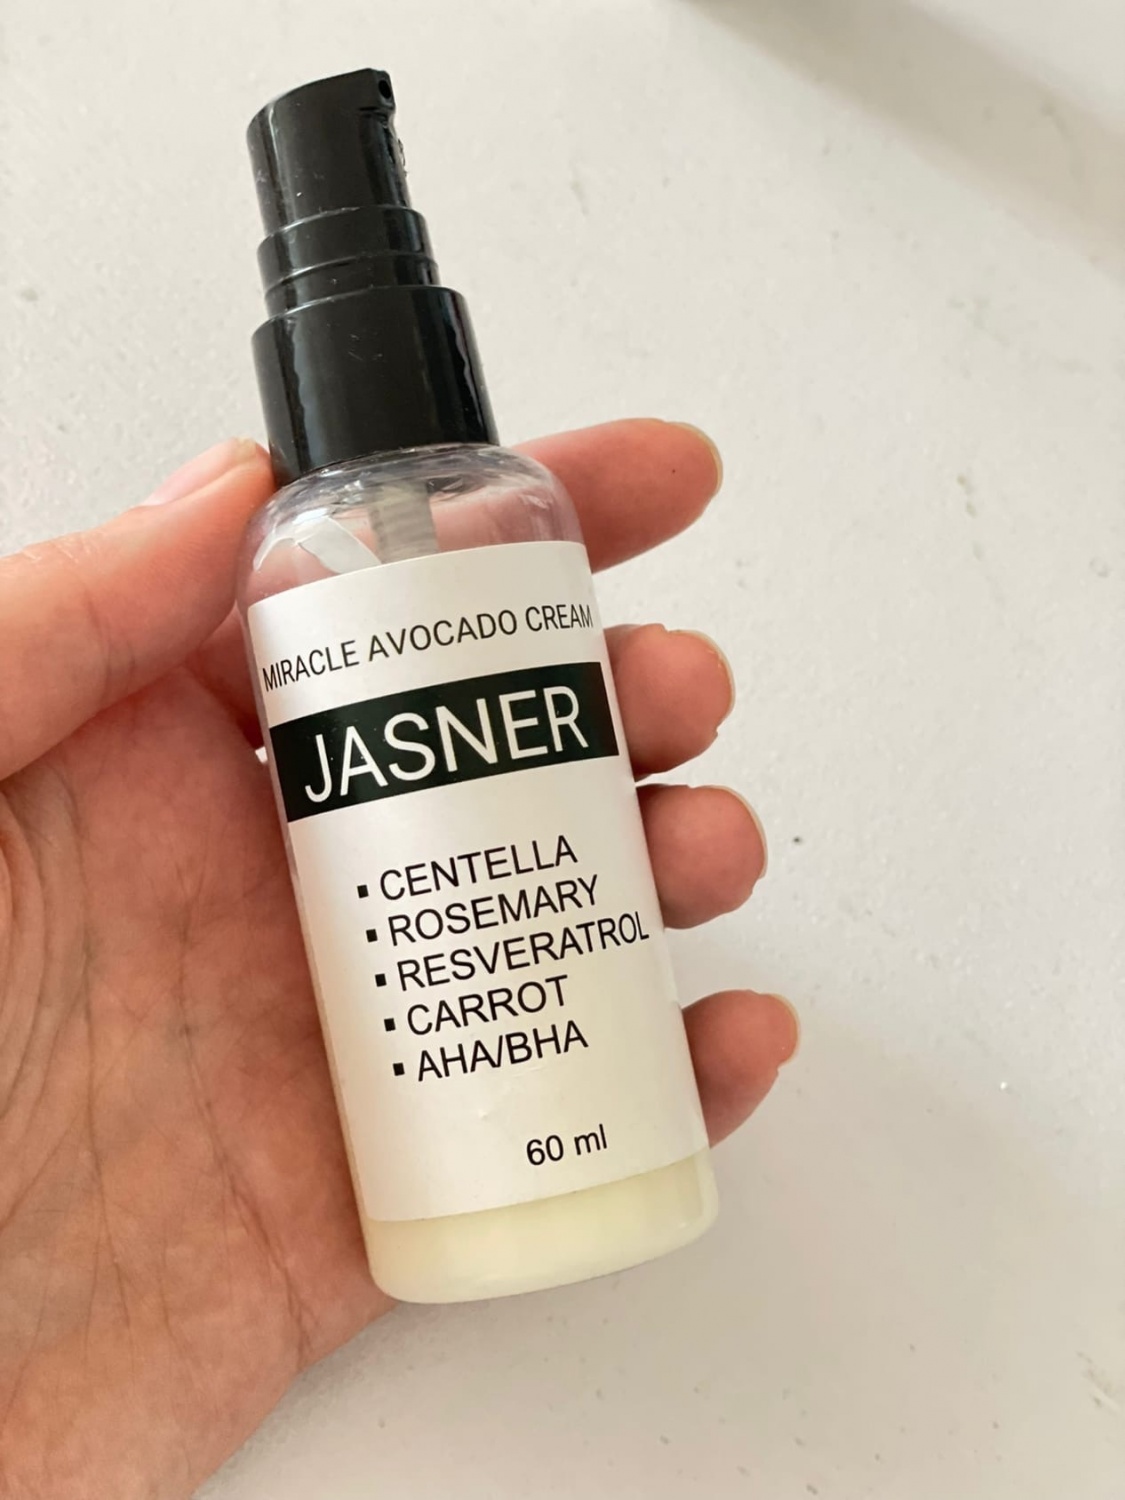 MIRACLE AVOCADO CREAM
JASNER
▪ CENTELLA
▪ ROSEMARY
▪ RESVERATROL
▪ CARROT
▪ AHA/BHA
60 ml